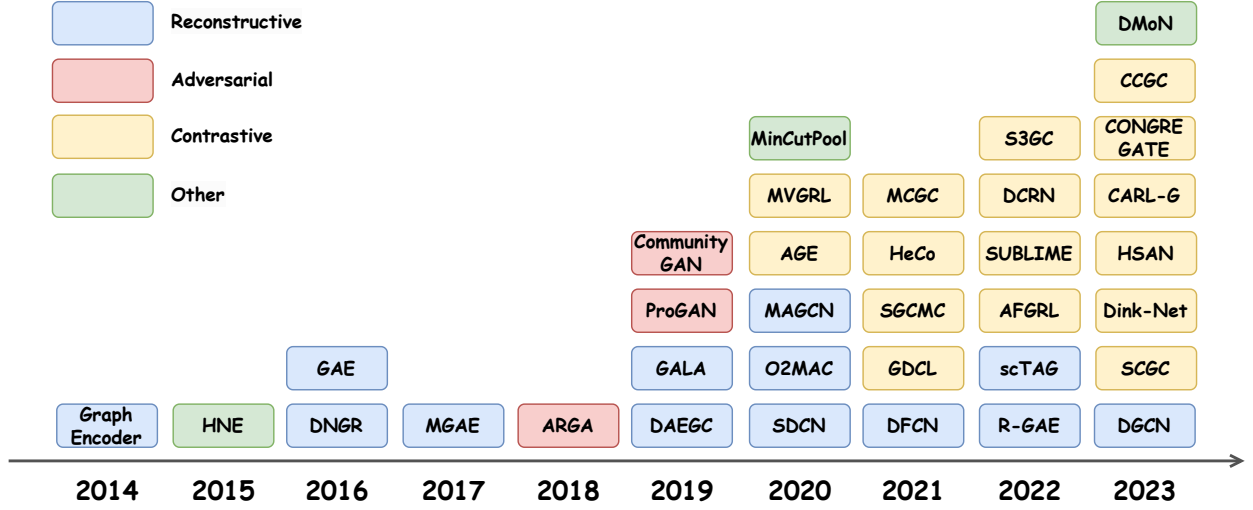 Reconstructive
DMoN
Adversarial
CCGC
Contrastive
MinCutPool
S3GC
CONGRE
GATE
Other
MVGRL
MCGC
DCRN
CARL-G
Community
GAN
AGE
HeCo
SUBLIME
HSAN
ProGAN
MAGCN
SGCMC
AFGRL
Dink-Net
GAE
GALA
O2MAC
GDCL
scTAG
SCGC
Graph
Encoder
HNE
DNGR
MGAE
ARGA
DAEGC
SDCN
DFCN
R-GAE
DGCN
2014
2015
2016
2017
2018
2019
2020
2021
2022
2023